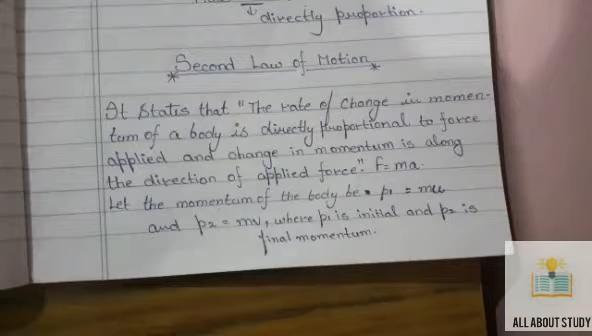 directly proportion.
*Second Law of Motion*
It states that "The rate of change in momen-
tum of a body is directly proportional to force
applied and change in momentum is along
the direction of applied force". F=ma.
Let the momentum of the body be p₁ = mu
and p₂ = mv, where p₁ is initial and p₂ is
final momentum.
ALL ABOUT STUDY